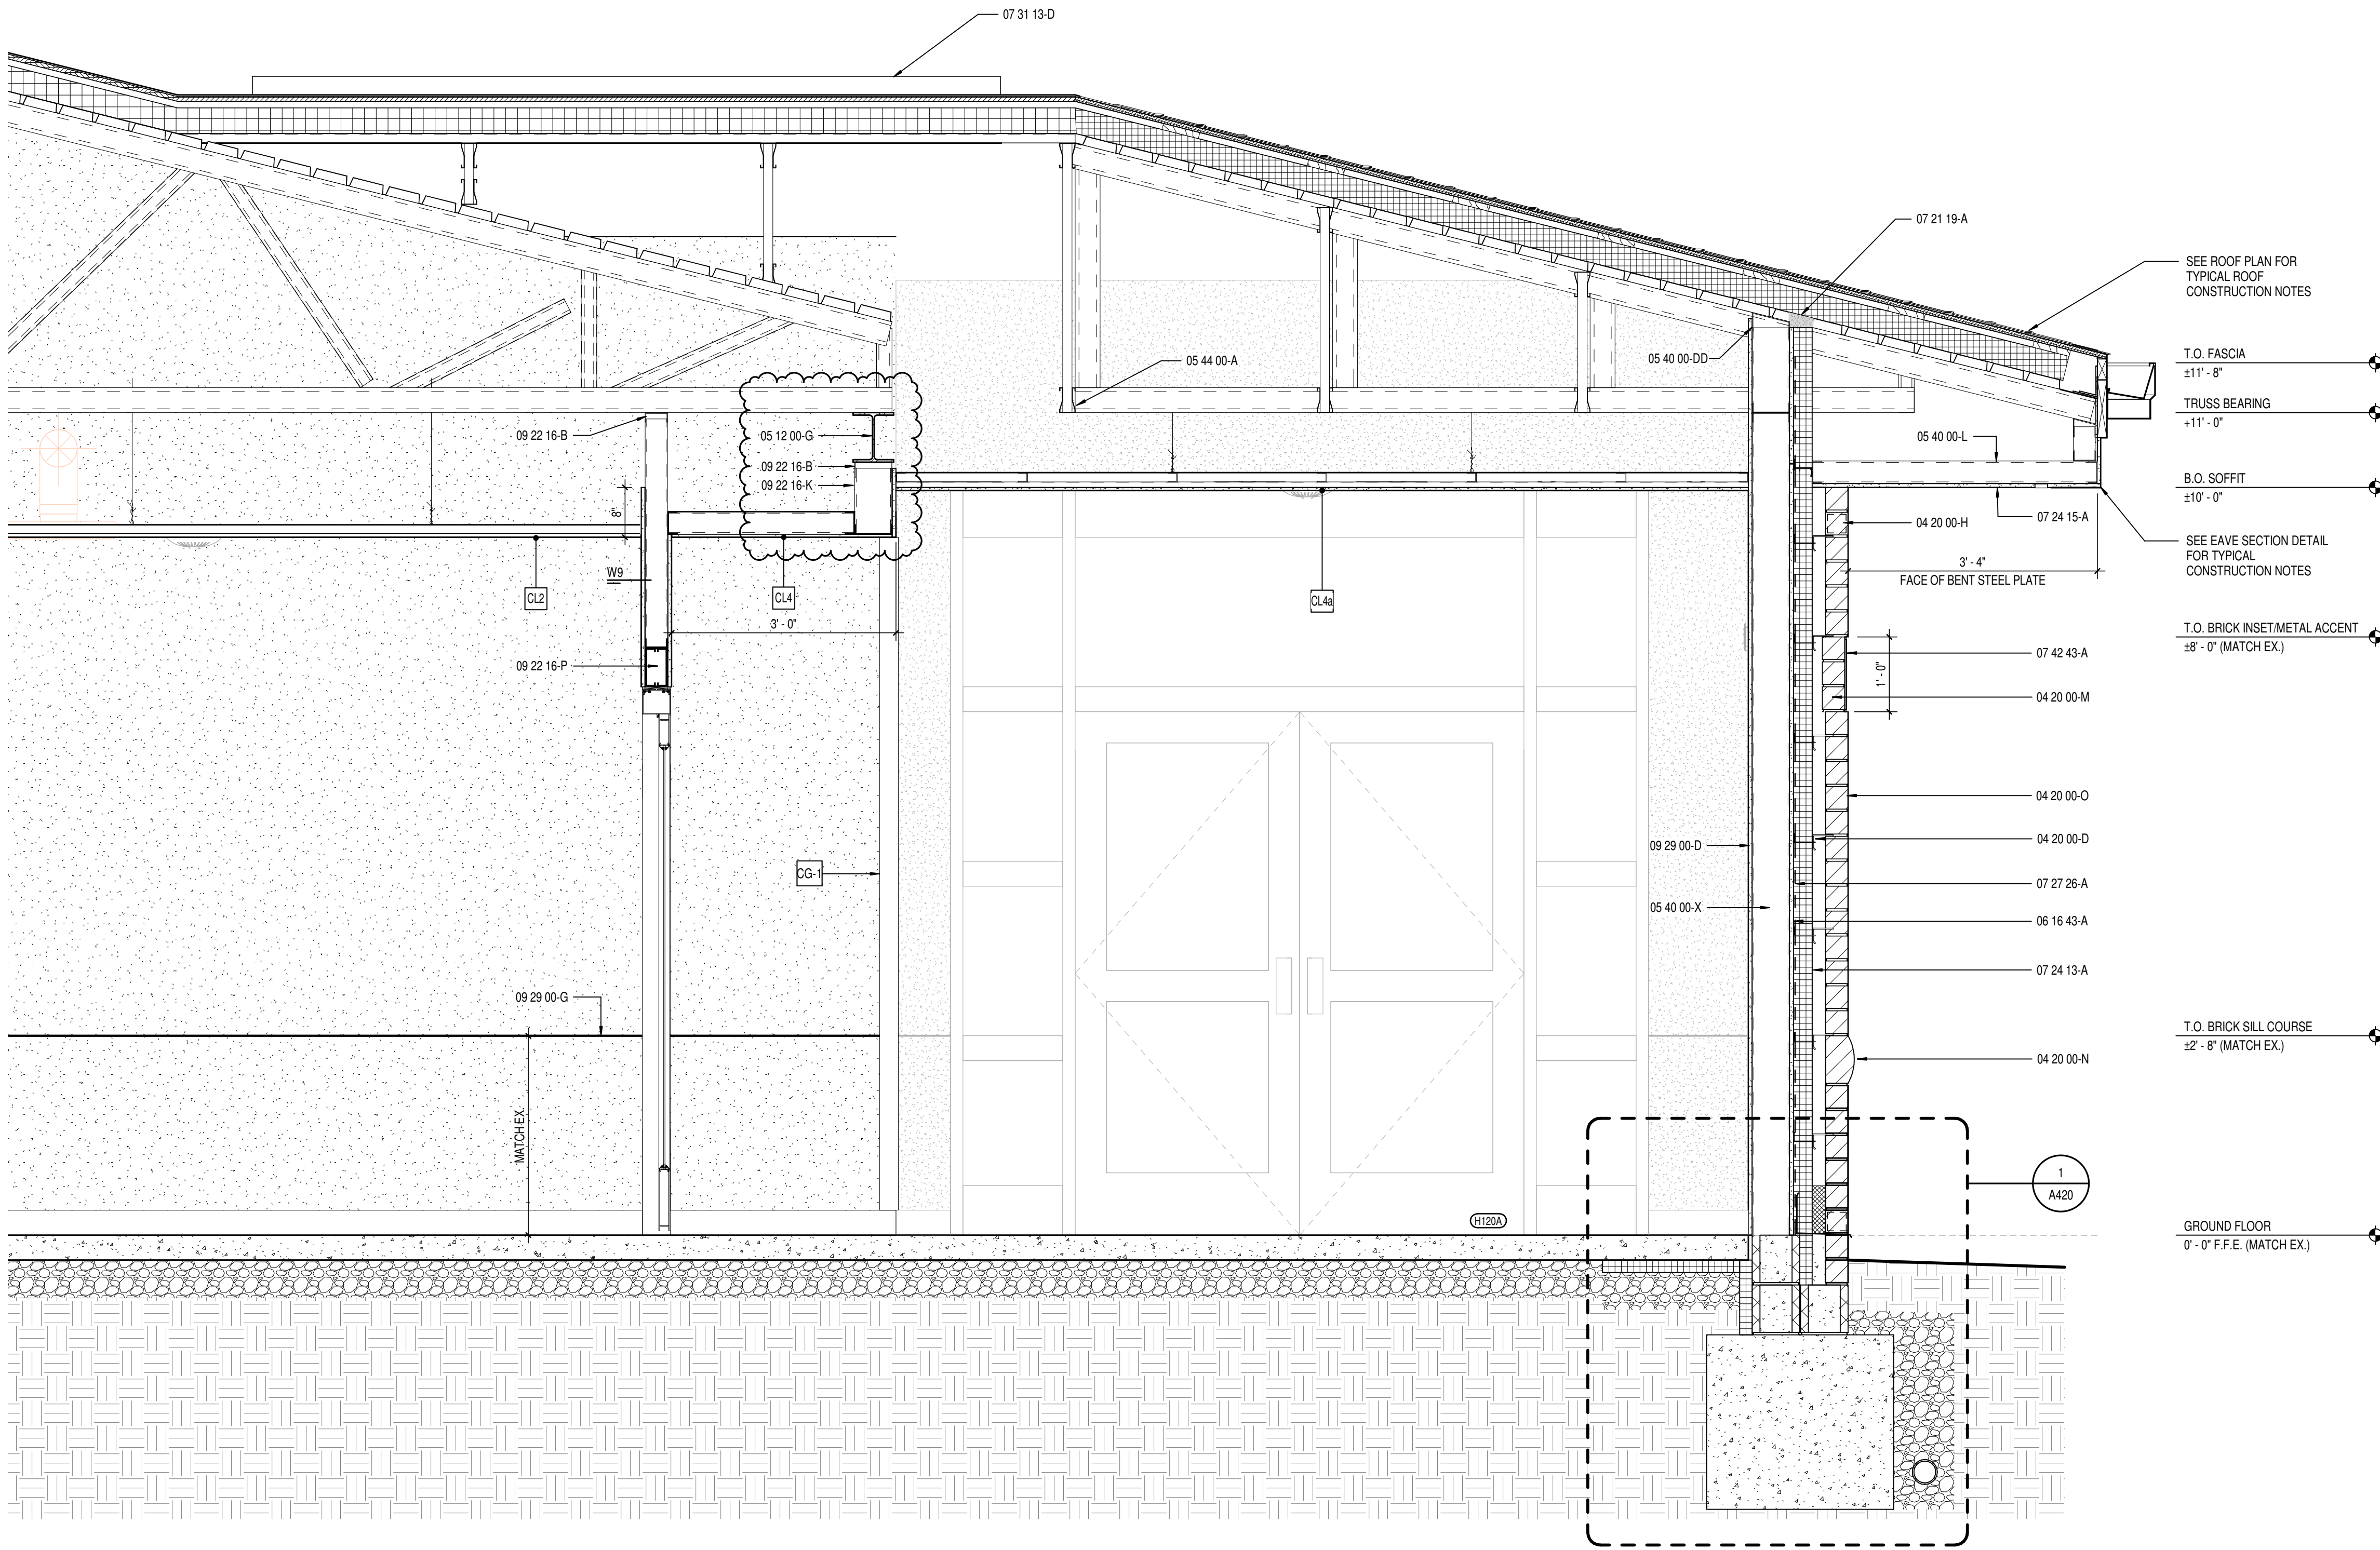 07 31 13-D
07 21 19-A
SEE ROOF PLAN FOR
TYPICAL ROOF
CONSTRUCTION NOTES
05 44 00-A
05 40 00-DD
T.O. FASCIA
±11' - 8"
TRUSS BEARING
+11' - 0"
09 22 16-B
05 12 00-G
09 22 16-B
09 22 16-K
05 40 00-L
B.O. SOFFIT
±10' - 0"
8"
04 20 00-H
07 24 15-A
SEE EAVE SECTION DETAIL
FOR TYPICAL
CONSTRUCTION NOTES
W9
CL2
CL4
CL4a
3' - 4"
FACE OF BENT STEEL PLATE
3' - 0"
T.O. BRICK INSET/METAL ACCENT
±8' - 0" (MATCH EX.)
09 22 16-P
1' - 0"
07 42 43-A
04 20 00-M
04 20 00-O
04 20 00-D
09 29 00-D
CG-1
07 27 26-A
05 40 00-X
06 16 43-A
07 24 13-A
09 29 00-G
T.O. BRICK SILL COURSE
±2' - 8" (MATCH EX.)
04 20 00-N
MATCH EX.
1
A420
H120A
GROUND FLOOR
0' - 0" F.F.E. (MATCH EX.)